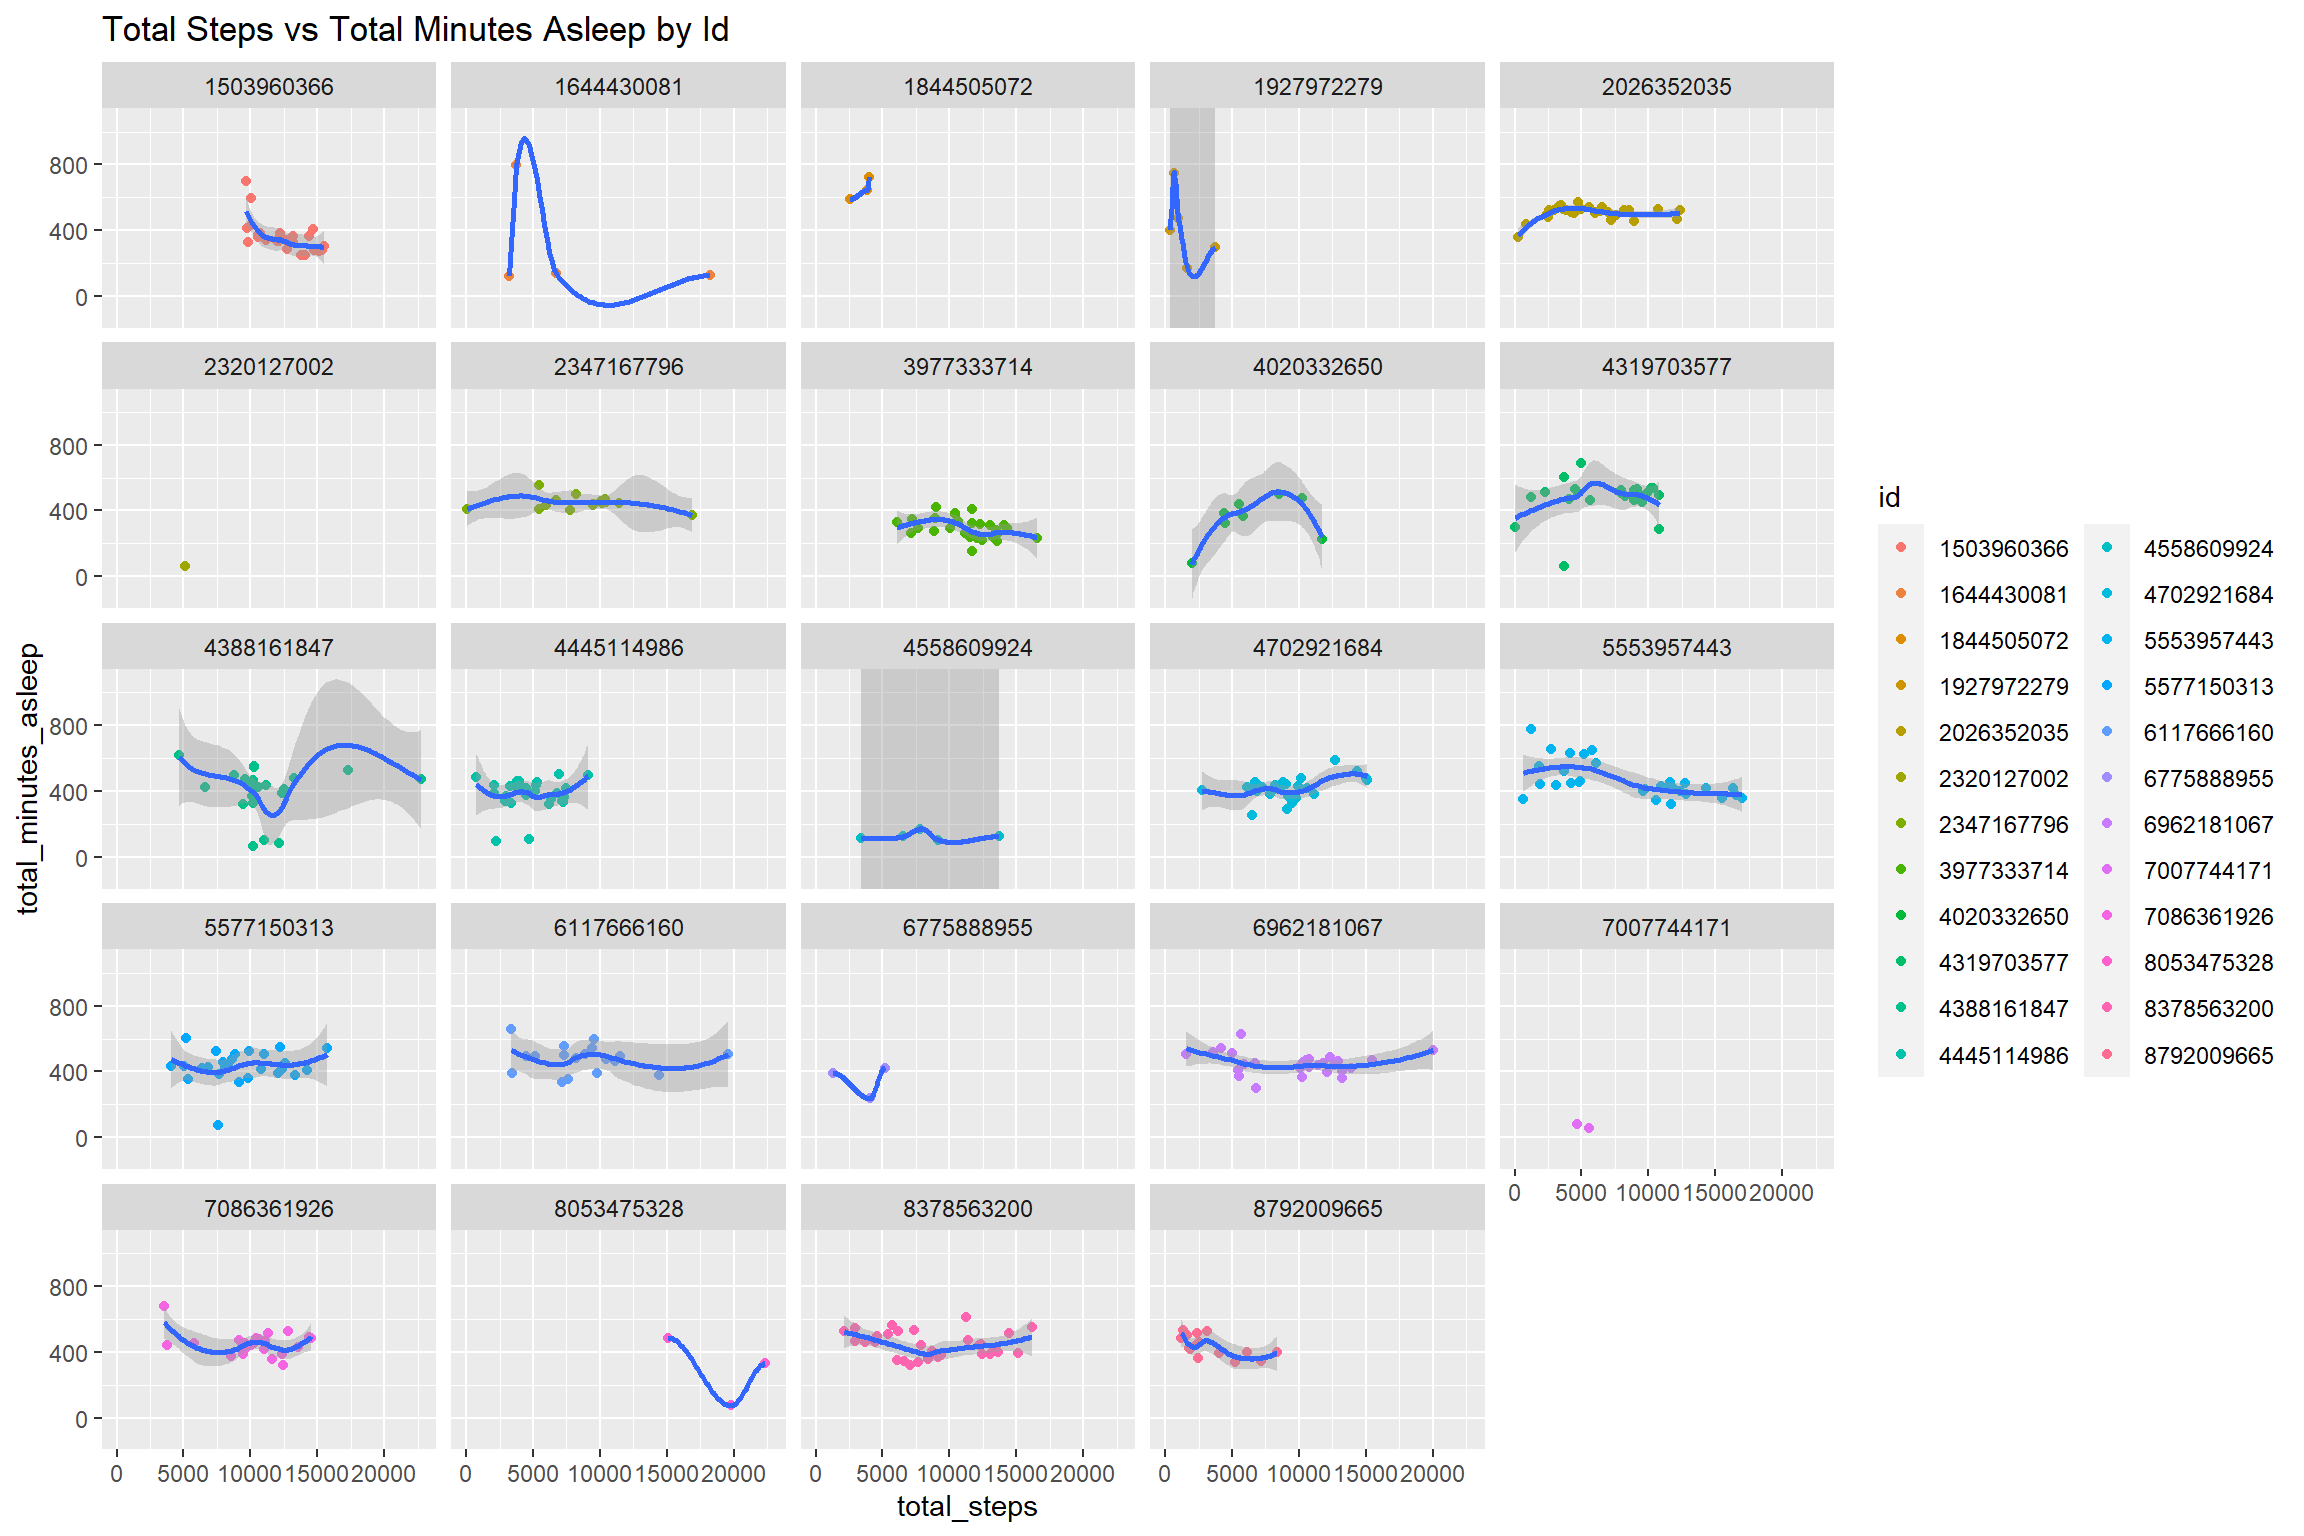 Total Steps vs Total Minutes Asleep by Id
1503960366 1644430081 1844505072 1927972279 2026352035
800
400
0
2320127002 2347167796 3977333714 4020332650 4319703577
800
400
0
4388161847 4445114986 4558609924 4702921684 5553957443
800
400
0
5577150313 6117666160 6775888955 6962181067 7007744171
800
400
0
0 5000 10000 15000 20000
7086361926 8053475328 8378563200 8792009665
800
400
0
0 5000 10000 15000 20000 0 5000 10000 15000 20000 0 5000 10000 15000 20000 0 5000 10000 15000 20000
total_steps
total_minutes_asleep
id
1503960366 4558609924
1644430081 4702921684
1844505072 5553957443
1927972279 5577150313
2026352035 6117666160
2320127002 6775888955
2347167796 6962181067
3977333714 7007744171
4020332650 7086361926
4319703577 8053475328
4388161847 8378563200
4445114986 8792009665